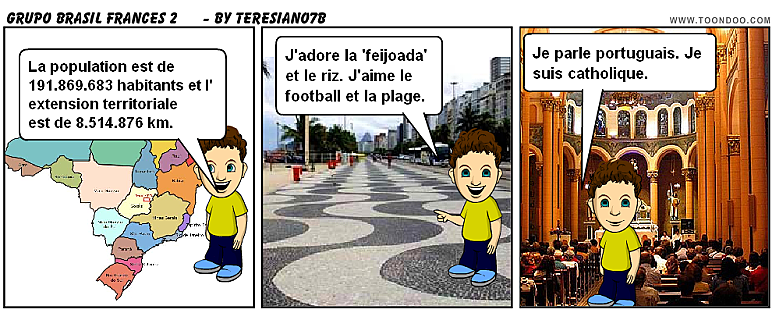 GRUPO BRASIL FRANCES 2 - BY TERESIANO7B
WWW.TOONDOO.COM
La population est de
191.869.683 habitants et l'
extension territoriale
est de 8.514.876 km.
J'adore la 'feijoada'
et le riz. J'aime le
football et la plage.
Je parle portuguais. Je
suis catholique.